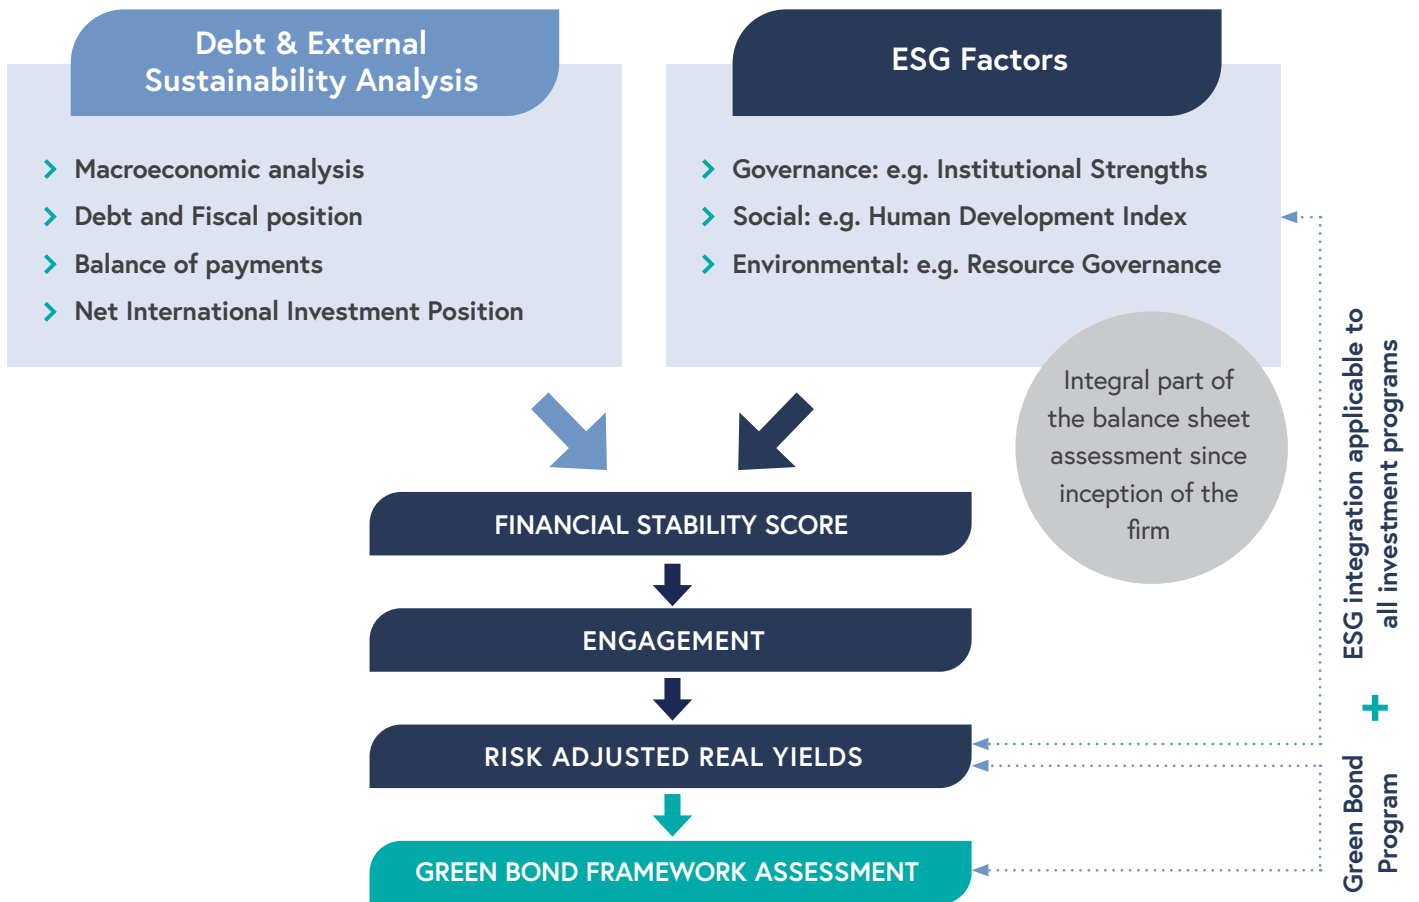 Debt & External
Sustainability Analysis
Macroeconomic analysis
Debt and Fiscal position
Balance of payments
Net International Investment Position
ESG Factors
Governance: e.g. Institutional Strengths
Social: e.g. Human Development Index
Environmental: e.g. Resource Governance
Integral part of
the balance sheet
assessment since
inception of the
firm
FINANCIAL STABILITY SCORE
ENGAGEMENT
RISK ADJUSTED REAL YIELDS
GREEN BOND FRAMEWORK ASSESSMENT
ESG integration applicable to
all investment programs
+
Green Bond
Program